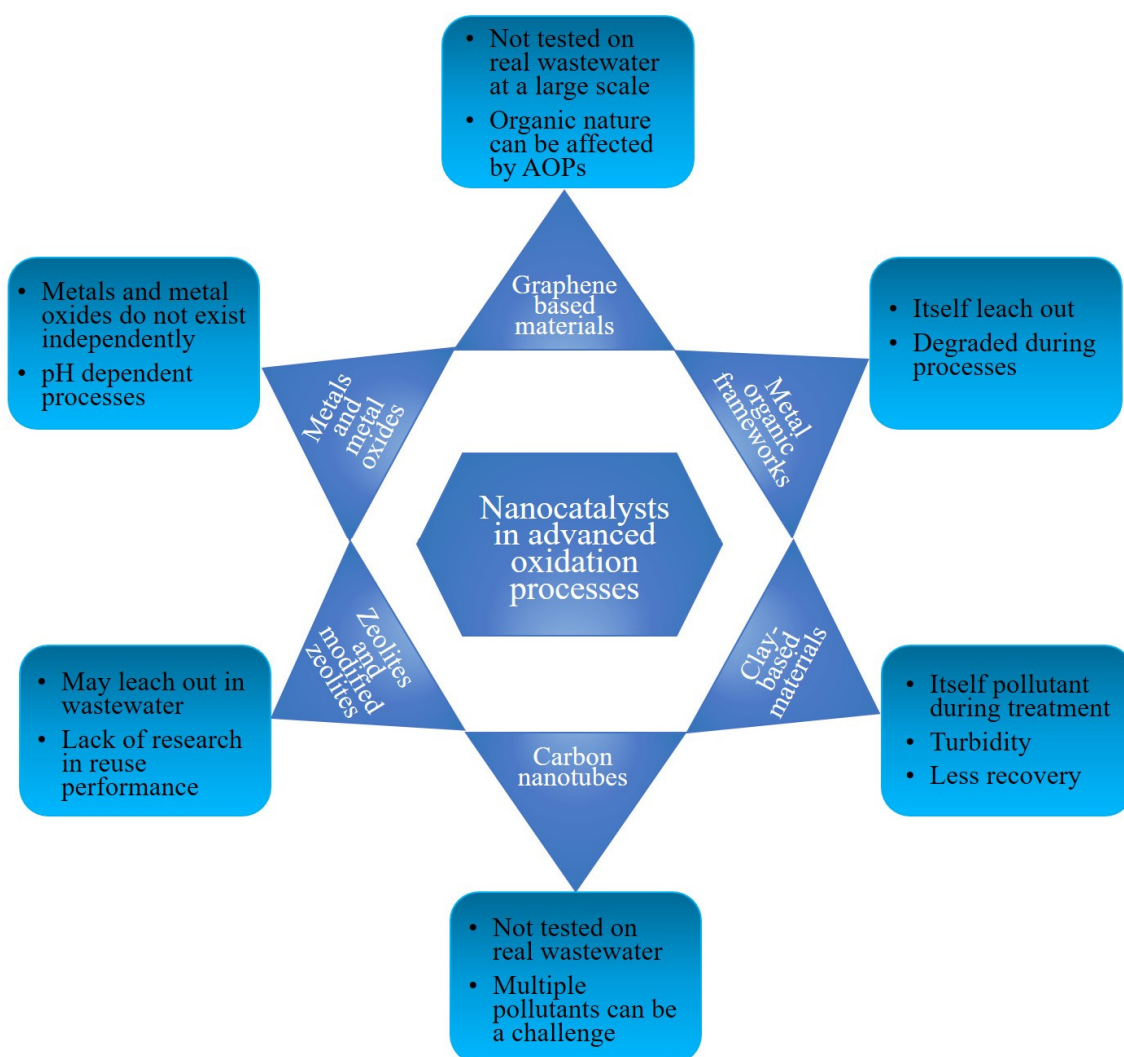 • Not tested on
real wastewater
at a large scale
• Organic nature
can be affected
by AOPs
Graphene
based
materials
• Metals and metal
oxides do not exist
independently
• pH dependent
processes
Metals
and
metal
oxides
Metal
organic
frameworks
• Itself leach out
• Degraded during
processes
Nanocatalysts
in advanced
oxidation
processes
• May leach out in
wastewater
• Lack of research
in reuse
performance
Zeolites
and
modified
zeolites
Clay-
based
materials
• Itself pollutant
during treatment
• Turbidity
• Less recovery
Carbon
nanotubes
• Not tested on
real wastewater
• Multiple
pollutants can be
a challenge